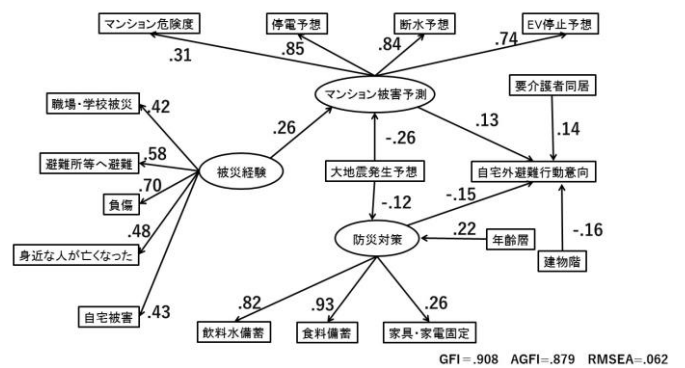 マンション危険度
停電予想
断水予想
EV停止予想
.31
.85
.84
.74
マンション被害予測
要介護者同居
職場・学校被災
.42
.26
.13
.14
-.26
避難所等へ避難
.58
被災経験
大地震発生予想
自宅外避難行動意向
.70
負傷
-.12
-.15
.48
防災対策
.22
年齢層
-.16
身近な人が亡くなった
建物階
自宅被害
.43
.82
.93
.26
飲料水備蓄
食料備蓄
家具・家電固定
GFI=.908 AGFI=.879 RMSEA=.062